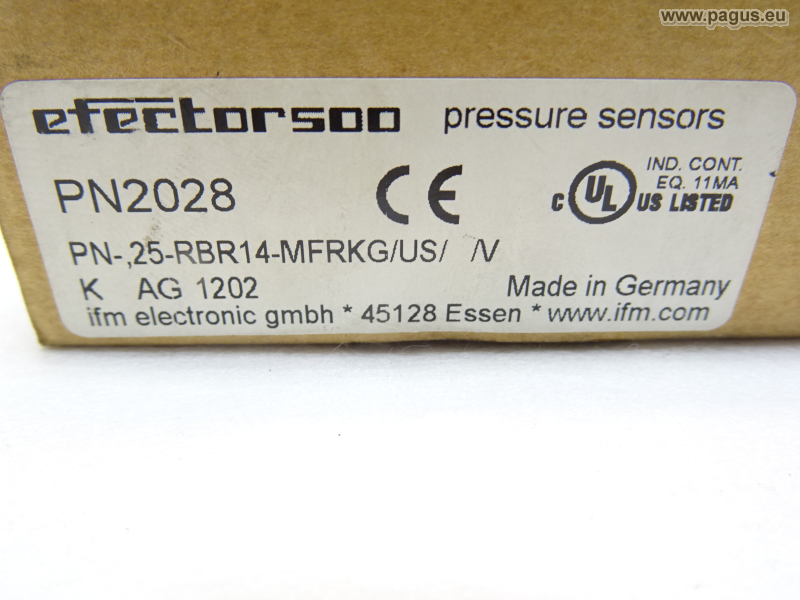 www.pagus.eu
efector500 pressure sensors
PN2028 CE c UL US LISTED IND. CONT. EQ. 11MA
PN-,25-RBR14-MFRKG/US/ /V
K AG 1202 Made in Germany
ifm electronic gmbh * 45128 Essen * www.ifm.com